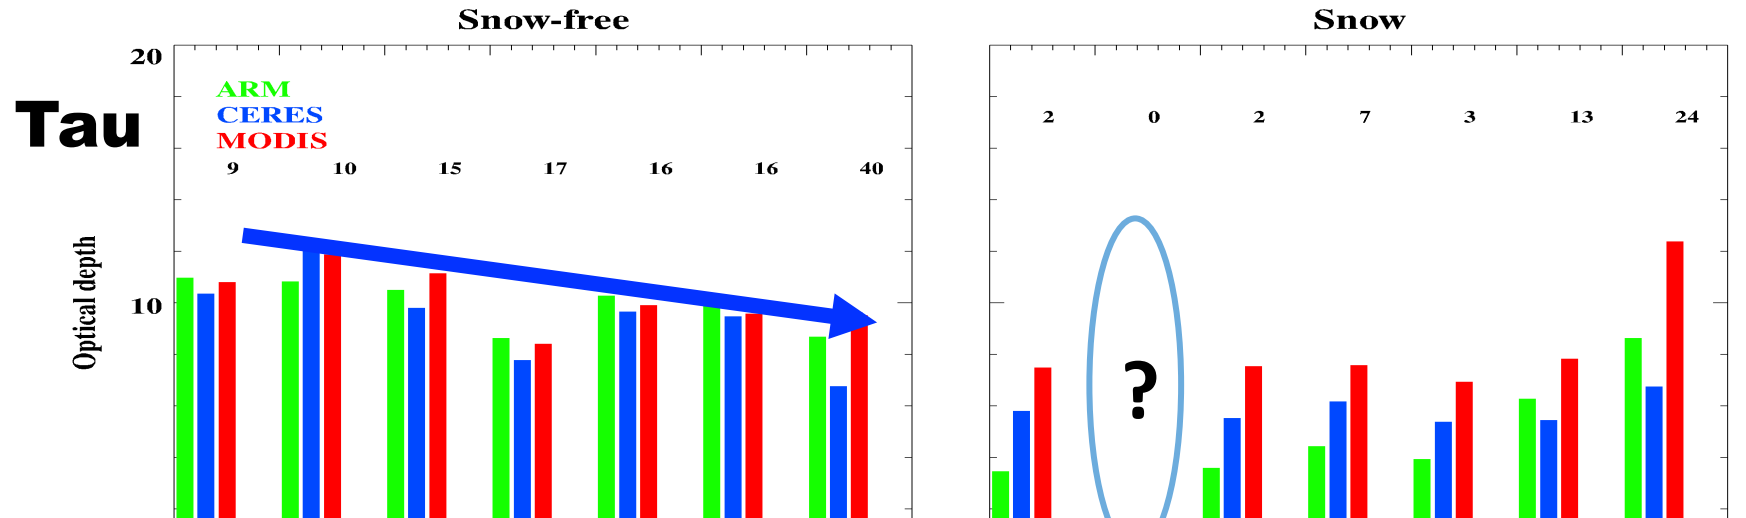 Snow-free
Snow
20
ARM
CERES
MODIS
Tau
9 10 15 17 16 16 40
2 0 2 7 3 13 24
Optical depth
10
?